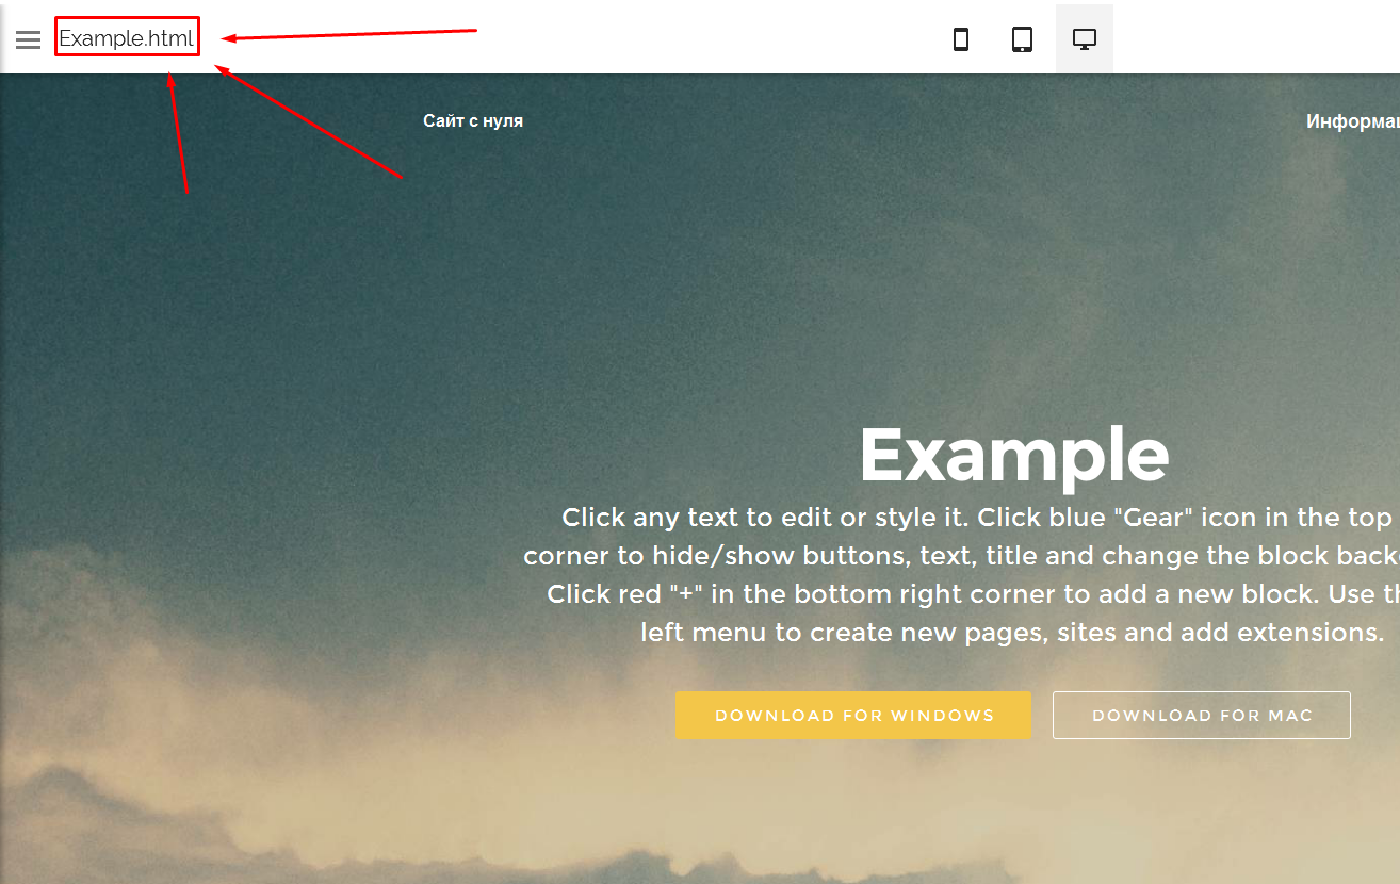 Example.html
Сайт с нуля
Example
Click any text to edit or style it. Click blue "Gear" icon in the top
corner to hide/show buttons, text, title and change the block
Click red "+" in the bottom right corner to add a new block. Use
left menu to create new pages, sites and add extensions.
DOWNLOAD FOR WINDOWS
DOWNLOAD FOR MAC